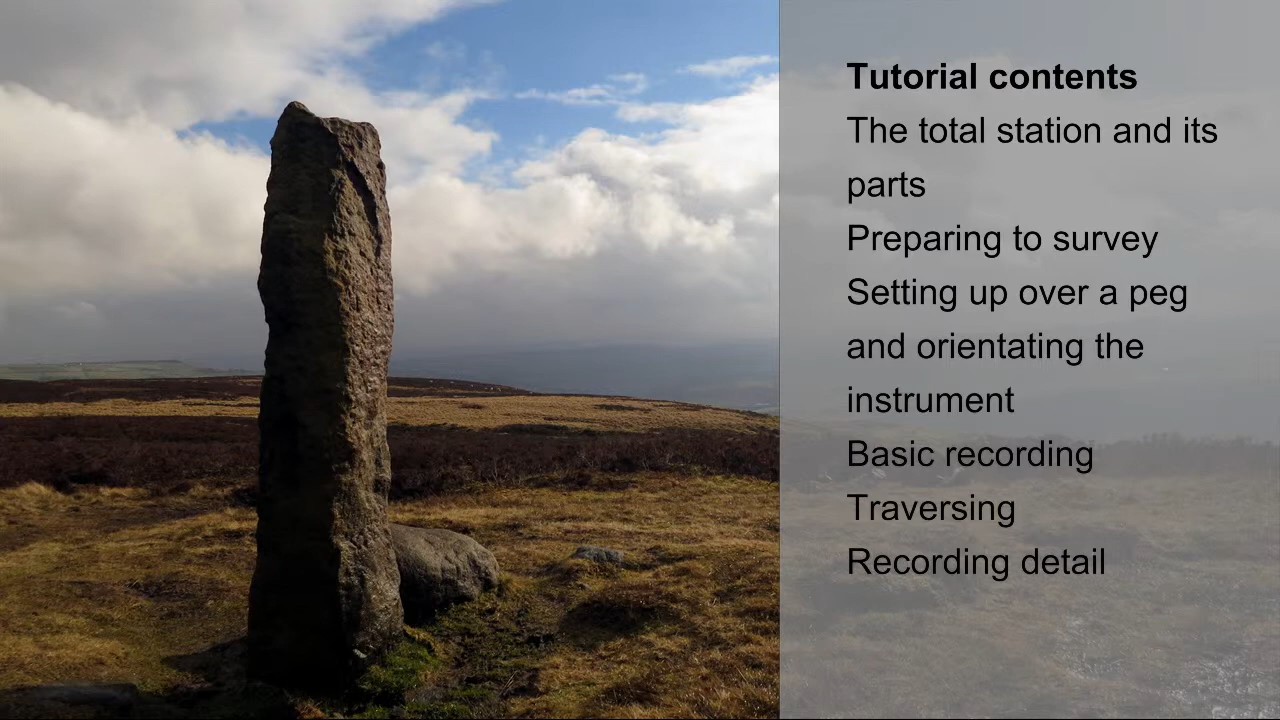 Tutorial contents
The total station and its
parts
Preparing to survey
Setting up over a peg
and orientating the
instrument
Basic recording
Traversing
Recording detail